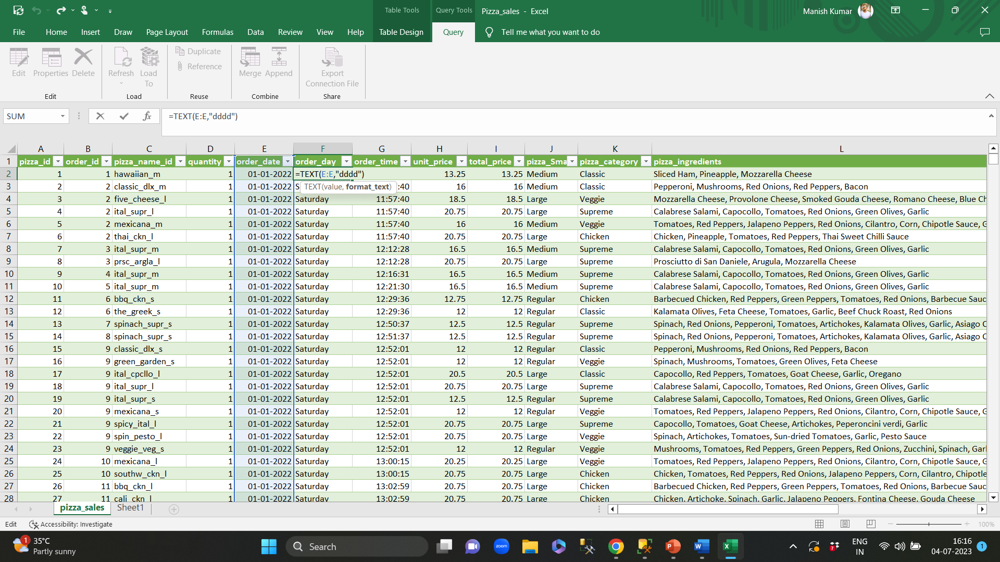 Table Tools Query Tools Pizza_sales - Excel Manish Kumar
File Home Insert Draw Page Layout Formulas Data Review View Help Table Design Query Tell me what you want to do
Edit Properties Delete Refresh Load To Duplicate Reference Merge Append Export Connection File
Edit Load Reuse Combine Share
SUM fx =TEXT(E:E,"dddd")
A B C D E F G H I J K L
1 pizza_id order_id pizza_name_id quantity order_date order_day order_time unit_price total_price pizza_Sma pizza_category pizza_ingredients
2 1 1 hawaiian_m 1 01-01-2022 =TEXT(E:E,"dddd") 13.25 13.25 Medium Classic Sliced Ham, Pineapple, Mozzarella Cheese
3 2 2 classic_dlx_m 1 01-01-2022 S TEXT(value, format_text) :40 16 16 Medium Classic Pepperoni, Mushrooms, Red Onions, Red Peppers, Bacon
4 3 2 five_cheese_l 1 01-01-2022 Saturday 11:57:40 18.5 18.5 Large Veggie Mozzarella Cheese, Provolone Cheese, Smoked Gouda Cheese, Romano Cheese, Blue Ch
5 4 2 ital_supr_l 1 01-01-2022 Saturday 11:57:40 20.75 20.75 Large Supreme Calabrese Salami, Capocollo, Tomatoes, Red Onions, Green Olives, Garlic
6 5 2 mexicana_m 1 01-01-2022 Saturday 11:57:40 16 16 Medium Veggie Tomatoes, Red Peppers, Jalapeno Peppers, Red Onions, Cilantro, Corn, Chipotle Sauce, G
7 6 2 thai_ckn_l 1 01-01-2022 Saturday 11:57:40 20.75 20.75 Large Chicken Chicken, Pineapple, Tomatoes, Red Peppers, Thai Sweet Chilli Sauce
8 7 3 ital_supr_m 1 01-01-2022 Saturday 12:12:28 16.5 16.5 Medium Supreme Calabrese Salami, Capocollo, Tomatoes, Red Onions, Green Olives, Garlic
9 8 3 prsc_argla_l 1 01-01-2022 Saturday 12:12:28 20.75 20.75 Large Supreme Prosciutto di San Daniele, Arugula, Mozzarella Cheese
10 9 4 ital_supr_m 1 01-01-2022 Saturday 12:16:31 16.5 16.5 Medium Supreme Calabrese Salami, Capocollo, Tomatoes, Red Onions, Green Olives, Garlic
11 10 5 ital_supr_m 1 01-01-2022 Saturday 12:21:30 16.5 16.5 Medium Supreme Calabrese Salami, Capocollo, Tomatoes, Red Onions, Green Olives, Garlic
12 11 6 bbq_ckn_s 1 01-01-2022 Saturday 12:29:36 12.75 12.75 Regular Chicken Barbecued Chicken, Red Peppers, Green Peppers, Tomatoes, Red Onions, Barbecue Sauc
13 12 6 the_greek_s 1 01-01-2022 Saturday 12:29:36 12 12 Regular Classic Kalamata Olives, Feta Cheese, Tomatoes, Garlic, Beef Chuck Roast, Red Onions
14 13 7 spinach_supr_s 1 01-01-2022 Saturday 12:50:37 12.5 12.5 Regular Supreme Spinach, Red Onions, Pepperoni, Tomatoes, Artichokes, Kalamata Olives, Garlic, Asiago C
15 14 8 spinach_supr_s 1 01-01-2022 Saturday 12:51:37 12.5 12.5 Regular Supreme Spinach, Red Onions, Pepperoni, Tomatoes, Artichokes, Kalamata Olives, Garlic, Asiago C
16 15 9 classic_dlx_s 1 01-01-2022 Saturday 12:52:01 12 12 Regular Classic Pepperoni, Mushrooms, Red Onions, Red Peppers, Bacon
17 16 9 green_garden_s 1 01-01-2022 Saturday 12:52:01 12 12 Regular Veggie Spinach, Mushrooms, Tomatoes, Green Olives, Feta Cheese
18 17 9 ital_cpcllo_l 1 01-01-2022 Saturday 12:52:01 20.5 20.5 Large Classic Capocollo, Red Peppers, Tomatoes, Goat Cheese, Garlic, Oregano
19 18 9 ital_supr_l 1 01-01-2022 Saturday 12:52:01 20.75 20.75 Large Supreme Calabrese Salami, Capocollo, Tomatoes, Red Onions, Green Olives, Garlic
20 19 9 ital_supr_s 1 01-01-2022 Saturday 12:52:01 12.5 12.5 Regular Supreme Calabrese Salami, Capocollo, Tomatoes, Red Onions, Green Olives, Garlic
21 20 9 mexicana_s 1 01-01-2022 Saturday 12:52:01 12 12 Regular Veggie Tomatoes, Red Peppers, Jalapeno Peppers, Red Onions, Cilantro, Corn, Chipotle Sauce, G
22 21 9 spicy_ital_l 1 01-01-2022 Saturday 12:52:01 20.75 20.75 Large Supreme Capocollo, Tomatoes, Goat Cheese, Artichokes, Peperoncini verdi, Garlic
23 22 9 spin_pesto_l 1 01-01-2022 Saturday 12:52:01 20.75 20.75 Large Veggie Spinach, Artichokes, Tomatoes, Sun-dried Tomatoes, Garlic, Pesto Sauce
24 23 9 veggie_veg_s 1 01-01-2022 Saturday 12:52:01 12 12 Regular Veggie Mushrooms, Tomatoes, Red Peppers, Green Peppers, Red Onions, Zucchini, Spinach, Garl
25 24 10 mexicana_l 1 01-01-2022 Saturday 13:00:15 20.25 20.25 Large Veggie Tomatoes, Red Peppers, Jalapeno Peppers, Red Onions, Cilantro, Corn, Chipotle Sauce, G
26 25 10 southw_ckn_l 1 01-01-2022 Saturday 13:00:15 20.75 20.75 Large Chicken Chicken, Tomatoes, Red Peppers, Red Onions, Jalapeno Peppers, Corn, Cilantro, Chipotle
27 26 11 bbq_ckn_l 1 01-01-2022 Saturday 13:02:59 20.75 20.75 Large Chicken Barbecued Chicken, Red Peppers, Green Peppers, Tomatoes, Red Onions, Barbecue Sauc
28 27 11 cali_ckn_l 1 01-01-2022 Saturday 13:02:59 20.75 20.75 Large Chicken Chicken, Artichoke, Spinach, Garlic, Jalapeno Peppers, Fontina Cheese, Gouda Cheese
pizza_sales Sheet1
Edit Accessibility: Investigate 100%
1 35°C Partly sunny Search zoom 7 ENG IN 16:16 04-07-2023 1